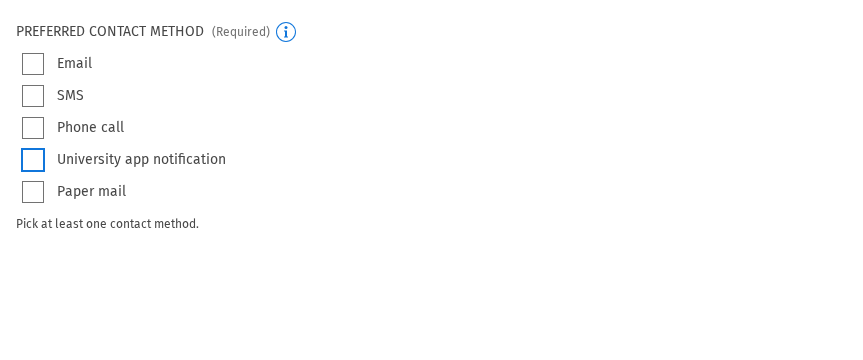 PREFERRED CONTACT METHOD (Required)
Email
SMS
Phone call
University app notification
Paper mail
Pick at least one contact method.